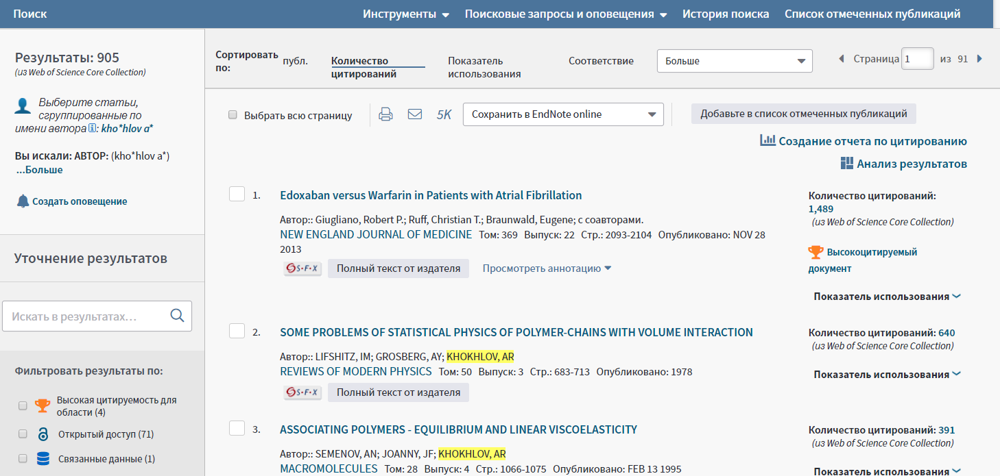 Поиск
Инструменты
Поисковые запросы и оповещения
История поиска
Список отмеченных публикаций
Результаты: 905
(из Web of Science Core Collection)
Выберите статьи,
сгруппированные по
имени автора i: kho*hlov a*
Вы искали: АВТОР: (kho*hlov a*)
...Больше
Создать оповещение
Уточнение результатов
Искать в результатах...
Фильтровать результаты по:
Высокая цитируемость для
области (4)
Открытый доступ (71)
Связанные данные (1)
Сортировать
по:
публ.
Количество
цитирований
Показатель
использования
Соответствие
Больше
Страница 1 из 91
Выбрать всю страницу
5K
Сохранить в EndNote online
Добавьте в список отмеченных публикаций
Создание отчета по цитированию
Анализ результатов
1. Edoxaban versus Warfarin in Patients with Atrial Fibrillation
Автор:: Giugliano, Robert P.; Ruff, Christian T.; Braunwald, Eugene; с соавторами.
NEW ENGLAND JOURNAL OF MEDICINE Том: 369 Выпуск: 22 Стр.: 2093-2104 Опубликовано: NOV 28
2013
S·F·X Полный текст от издателя Просмотреть аннотацию
Количество цитирований:
1,489
(из Web of Science Core Collection)
Высокоцитируемый
документ
Показатель использования
2. SOME PROBLEMS OF STATISTICAL PHYSICS OF POLYMER-CHAINS WITH VOLUME INTERACTION
Автор:: LIFSHITZ, IM; GROSBERG, AY; KHOKHLOV, AR
REVIEWS OF MODERN PHYSICS Том: 50 Выпуск: 3 Стр.: 683-713 Опубликовано: 1978
S·F·X Полный текст от издателя
Количество цитирований: 640
(из Web of Science Core Collection)
Показатель использования
3. ASSOCIATING POLYMERS - EQUILIBRIUM AND LINEAR VISCOELASTICITY
Автор:: SEMENOV, AN; JOANNY, JF; KHOKHLOV, AR
MACROMOLECULES Том: 28 Выпуск: 4 Стр.: 1066-1075 Опубликовано: FEB 13 1995
Количество цитирований: 391
(из Web of Science Core Collection)
Показатель использования